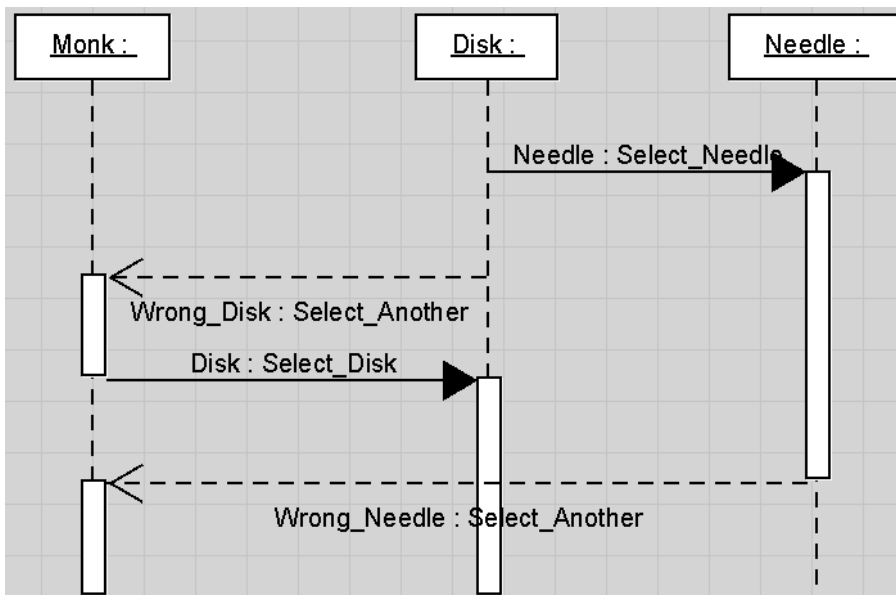 Monk :
Disk :
Needle :
Needle : Select_Needle
Wrong_Disk : Select_Another
Disk : Select_Disk
Wrong_Needle : Select_Another